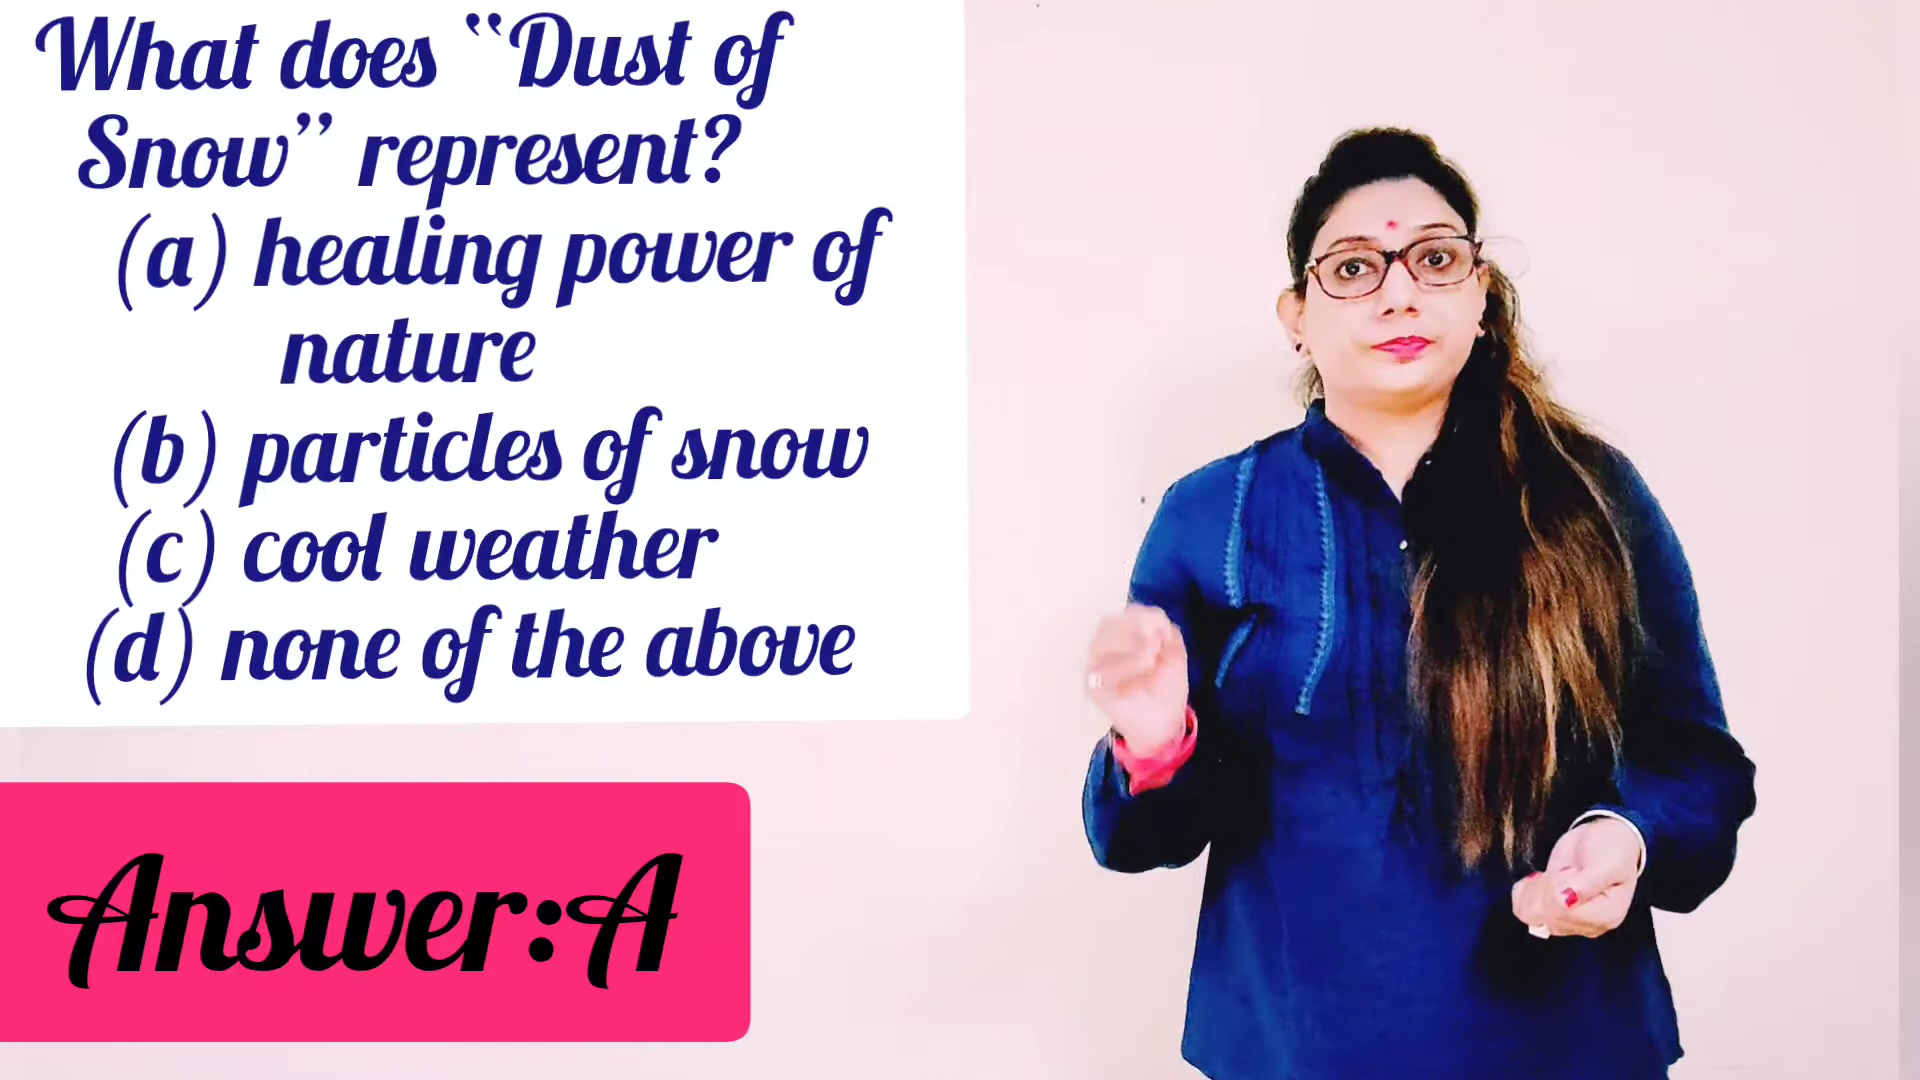 What does “Dust of
Snow” represent?
(a) healing power of
nature
(b) particles of snow
(c) cool weather
(d) none of the above
Answer:A